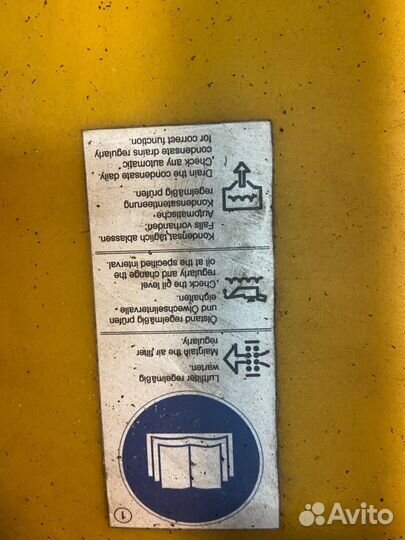 1
Luftfilter regelmäßig
warten.
Maintain the air filter
regularly.
Ölstand regelmäßig prüfen
und Ölwechselintervalle
einhalten.
Check the oil level
regularly and change the
oil at the specified interval.
Kondensat täglich ablassen.
Falls vorhanden:
Automatische
Kondensatentleerung
regelmäßig prüfen.
Drain the condensate daily.
Check any automatic
condensate drains regularly
for correct function.
Avito